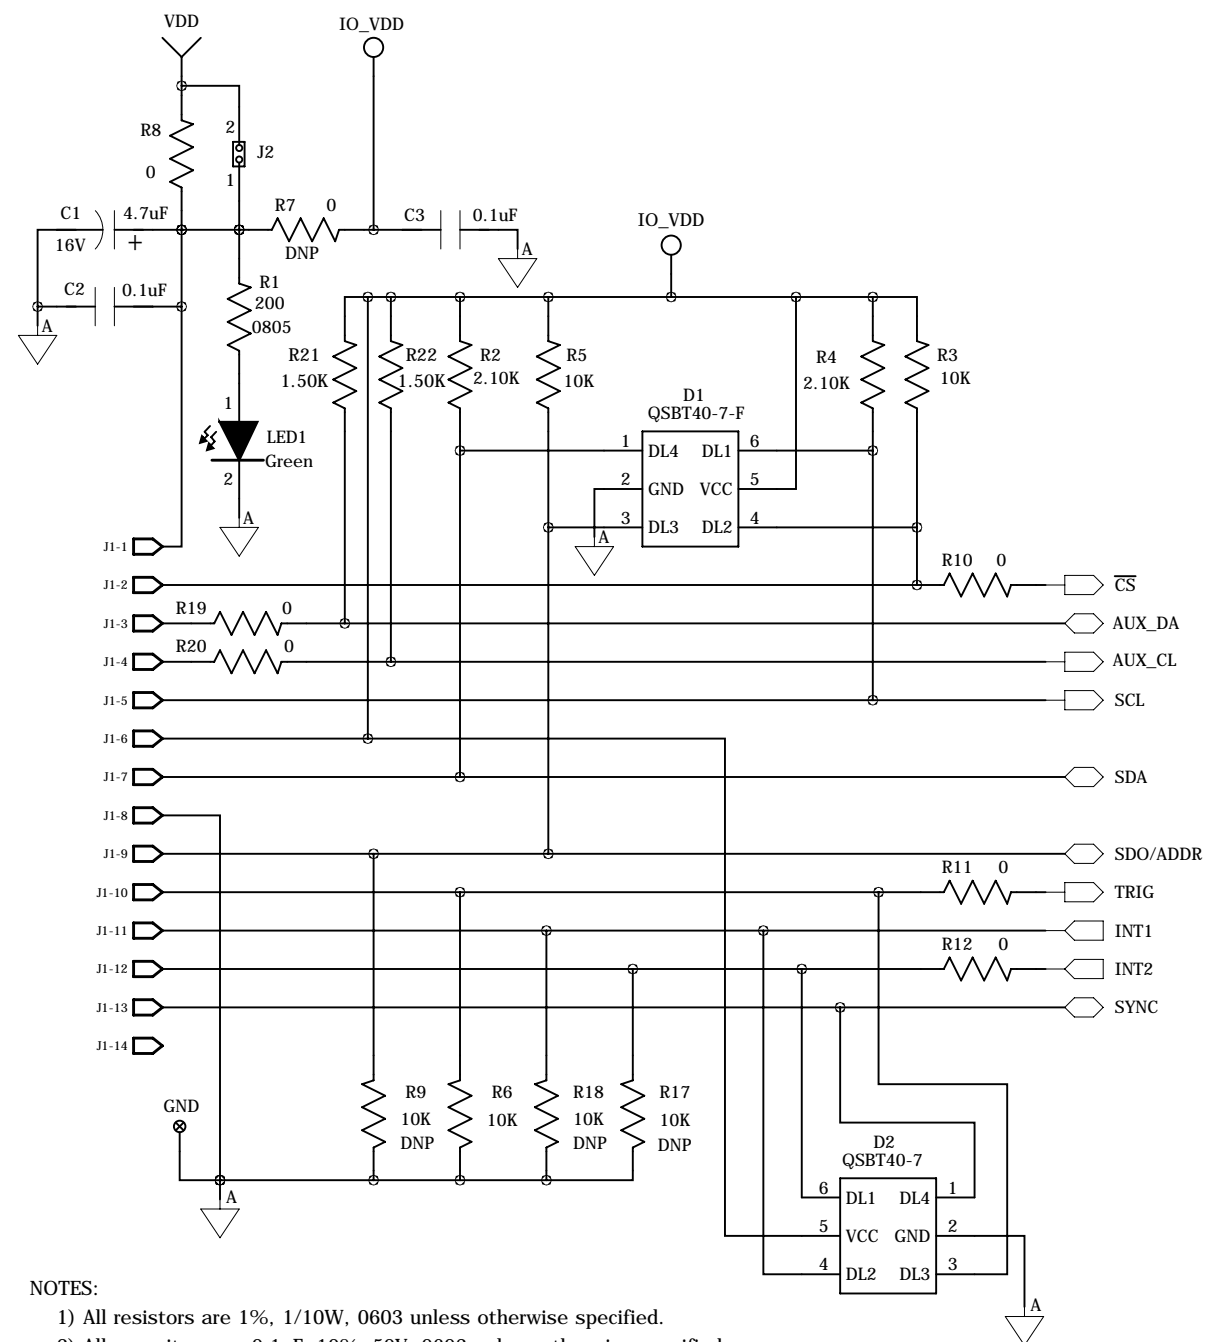 VDD
IO_VDD
R8
0
2
J2
1
C1
4.7uF
16V
+
R7
0
DNP
C3
0.1uF
A
IO_VDD
C2
0.1uF
A
R1
200
0805
R21
1.50K
R22
1.50K
R2
2.10K
R5
10K
R4
2.10K
R3
10K
D1
QSBT40-7-F
1
DL4
DL1
6
2
GND
VCC
5
3
DL3
DL2
4
A
1
LED1
Green
2
A
J1-1
J1-2
R10
0
CS
J1-3
R19
0
AUX_DA
J1-4
R20
0
AUX_CL
J1-5
SCL
J1-6
J1-7
SDA
J1-8
J1-9
SDO/ADDR
J1-10
R11
0
TRIG
J1-11
INT1
J1-12
R12
0
INT2
J1-13
SYNC
J1-14
GND
A
R9
10K
DNP
R6
10K
R18
10K
DNP
R17
10K
DNP
D2
QSBT40-7
6
DL1
DL4
1
5
VCC
GND
2
4
DL2
DL3
3
A
NOTES:
1) All resistors are 1%, 1/10W, 0603 unless otherwise specified.